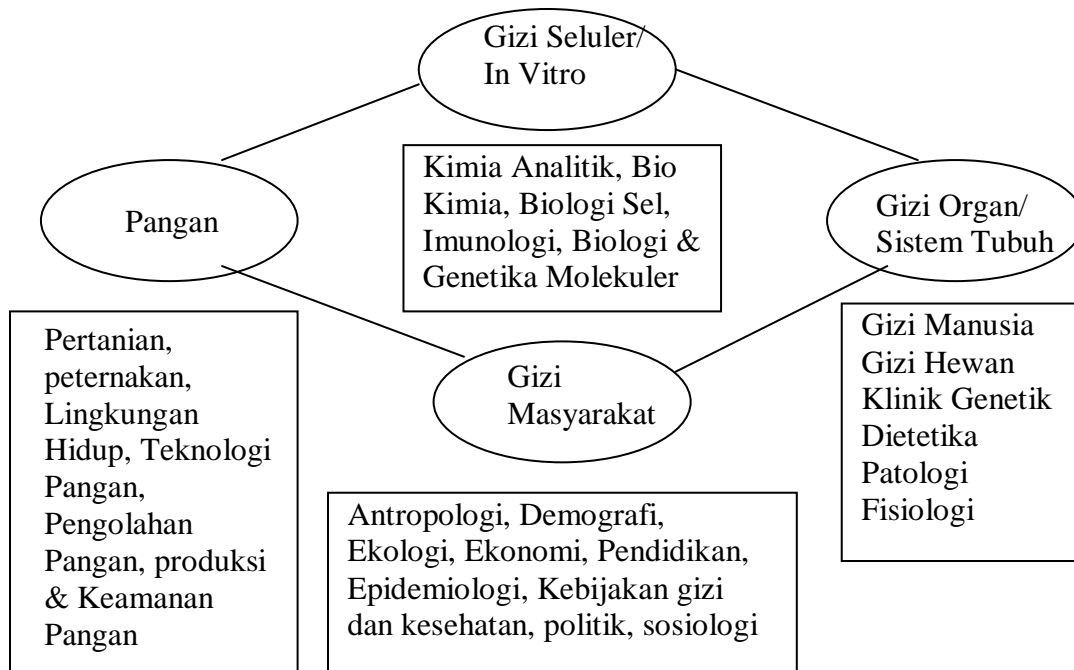 Gizi Seluler/
In Vitro
Pangan
Kimia Analitik, Bio
Kimia, Biologi Sel,
Imunologi, Biologi &
Genetika Molekuler
Gizi Organ/
Sistem Tubuh
Pertanian,
peternakan,
Lingkungan
Hidup, Teknologi
Pangan,
Pengolahan
Pangan, produksi
& Keamanan
Pangan
Gizi
Masyarakat
Antropologi, Demografi,
Ekologi, Ekonomi, Pendidikan,
Epidemiologi, Kebijakan gizi
dan kesehatan, politik, sosiologi
Gizi Manusia
Gizi Hewan
Klinik Genetik
Dietetika
Patologi
Fisiologi